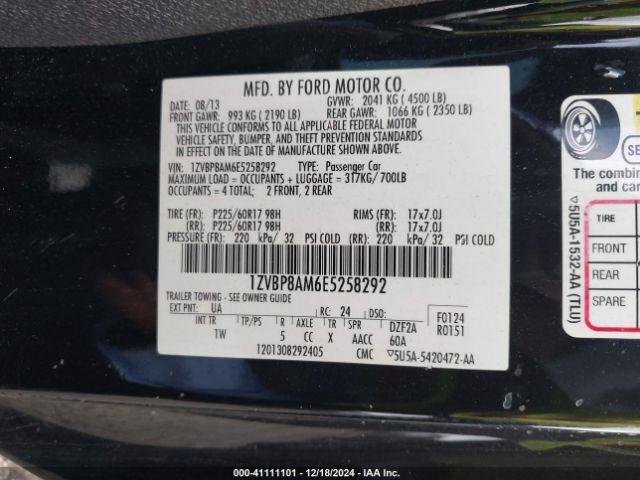 MFD. BY FORD MOTOR CO.
DATE: 08/13 GVWR: 2041 KG ( 4500 LB)
FRONT GAWR: 993 KG ( 2190 LB) REAR GAWR: 1066 KG ( 2350 LB)
THIS VEHICLE CONFORMS TO ALL APPLICABLE FEDERAL MOTOR
VEHICLE SAFETY, BUMPER, AND THEFT PREVENTION STANDARDS
IN EFFECT ON THE DATE OF MANUFACTURE SHOWN ABOVE.
VIN: 1ZVBP8AM6E5258292 TYPE: Passenger Car
MAXIMUM LOAD = OCCUPANTS + LUGGAGE = 317KG/ 700LB
OCCUPANTS = 4 TOTAL; 2 FRONT, 2 REAR
TIRE (FR): P225/60R17 98H RIMS (FR): 17x7.0J
(RR): P225/60R17 98H (RR): 17x7.0J
PRESSURE (FR): 220 kPa/ 32 PSI COLD (RR): 220 kPa/ 32 PSI COLD
1ZVBP8AM6E5258292
TRAILER TOWING - SEE OWNER GUIDE
EXT PNT: UA RC: 24 DSO: F0124
INT TR TP/PS R AXLE TR SPR DZF2A R0151
1W 5 CC X AACC 60A
1201308292405 CMC ▽5U5A-5420472-AA
SE
The combin
and car
TIRE
FRONT
REAR
SPARE
▽5U5A-1532-AA (TLU)
000 - 41111101 - 12/18/2024 - IAA Inc.